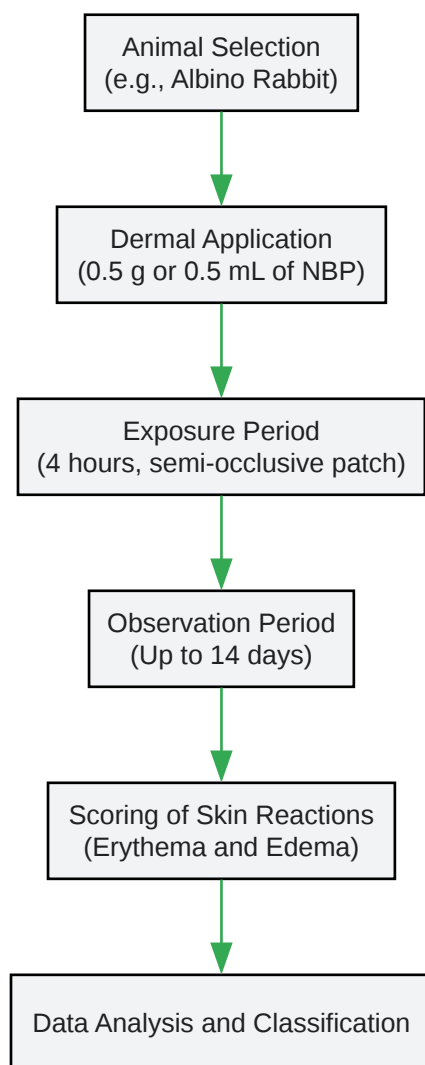 Animal Selection
(e.g., Albino Rabbit)
Dermal Application
(0.5 g or 0.5 mL of NBP)
Exposure Period
(4 hours, semi-occlusive patch)
Observation Period
(Up to 14 days)
Scoring of Skin Reactions
(Erythema and Edema)
Data Analysis and Classification